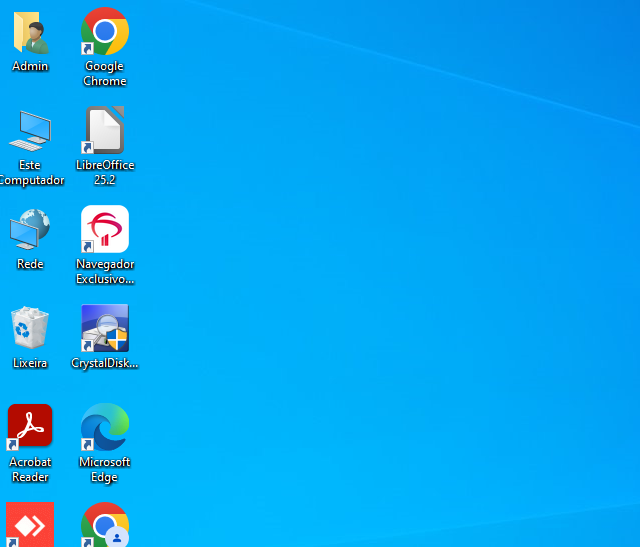 Admin
Google
Chrome
Este
Computador
LibreOffice
25.2
Rede
Navegador
Exclusivo...
Lixeira
CrystalDisk...
Acrobat
Reader
Microsoft
Edge